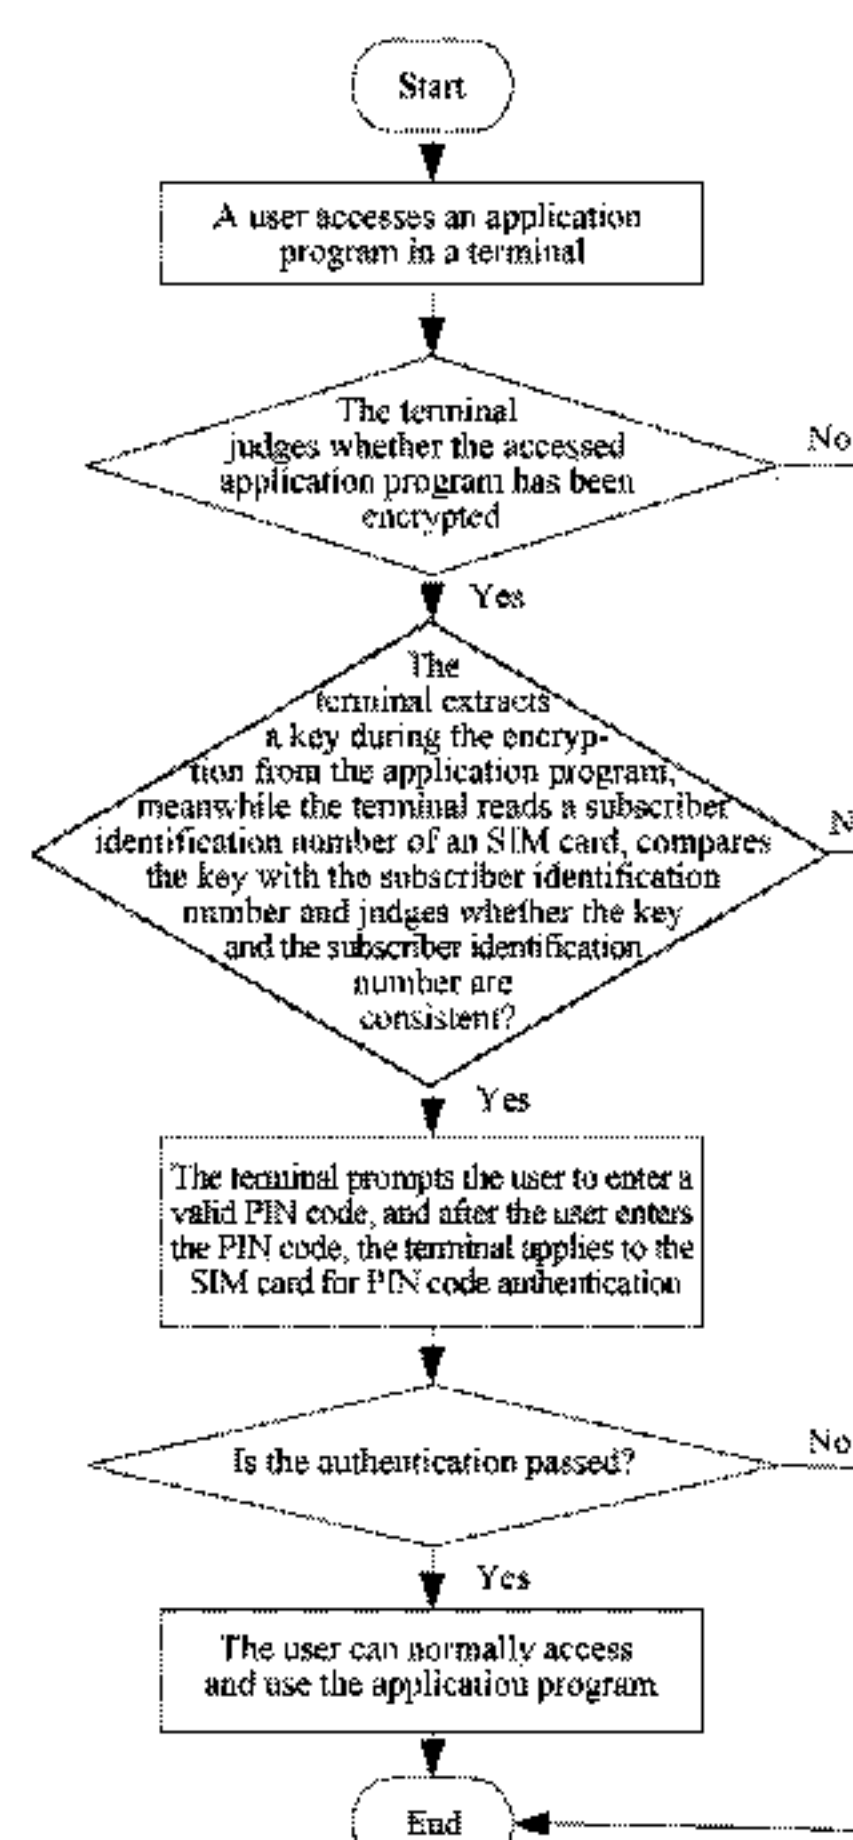 Start
A user accesses an application
program in a terminal
The terminal
judges whether the accessed
application program has been
encrypted
No
Yes
The
terminal extracts
a key during the encryp-
tion from the application program,
meanwhile the terminal reads a subscriber
identification number of an SIM card, compares
the key with the subscriber identification
number and judges whether the key
and the subscriber identification
number are
consistent?
N
Yes
The terminal prompts the user to enter a
valid PIN code, and after the user enters
the PIN code, the terminal applies to the
SIM card for PIN code authentication
Is the authentication passed?
No
Yes
The user can normally access
and use the application program
End